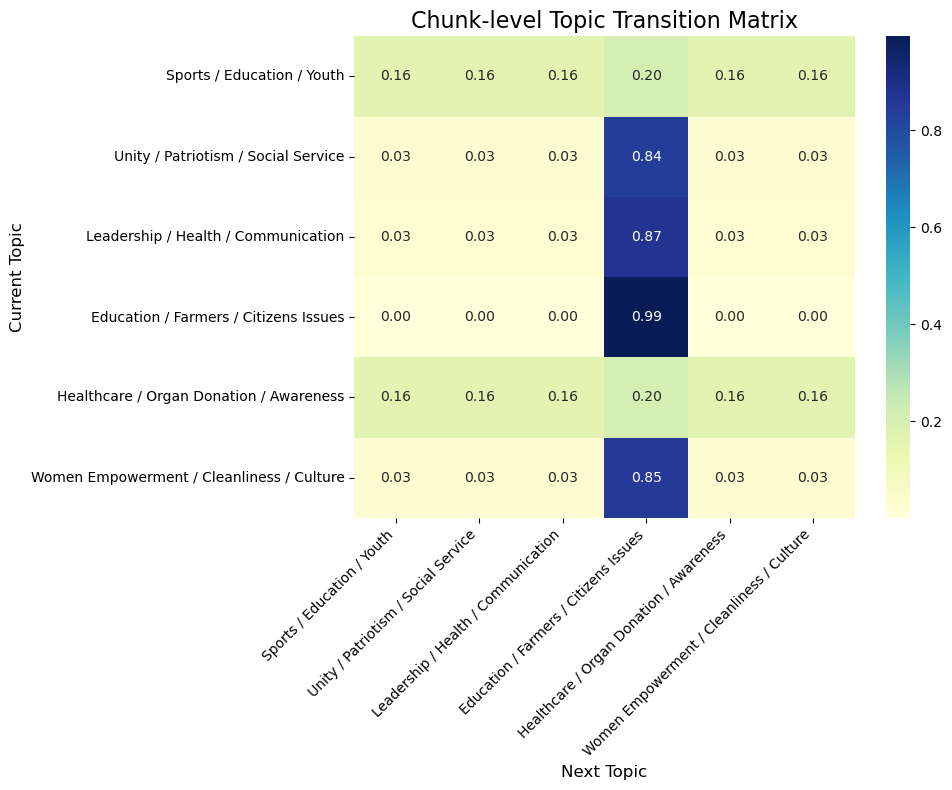 Chunk-level Topic Transition Matrix
Sports / Education / Youth 0.16 0.16 0.16 0.20 0.16 0.16
Unity / Patriotism / Social Service 0.03 0.03 0.03 0.84 0.03 0.03
Leadership / Health / Communication 0.03 0.03 0.03 0.87 0.03 0.03
Education / Farmers / Citizens Issues 0.00 0.00 0.00 0.99 0.00 0.00
Healthcare / Organ Donation / Awareness 0.16 0.16 0.16 0.20 0.16 0.16
Women Empowerment / Cleanliness / Culture 0.03 0.03 0.03 0.85 0.03 0.03
Current Topic
Sports / Education / Youth
Unity / Patriotism / Social Service
Leadership / Health / Communication
Education / Farmers / Citizens Issues
Healthcare / Organ Donation / Awareness
Women Empowerment / Cleanliness / Culture
Next Topic
0.8
0.6
0.4
0.2